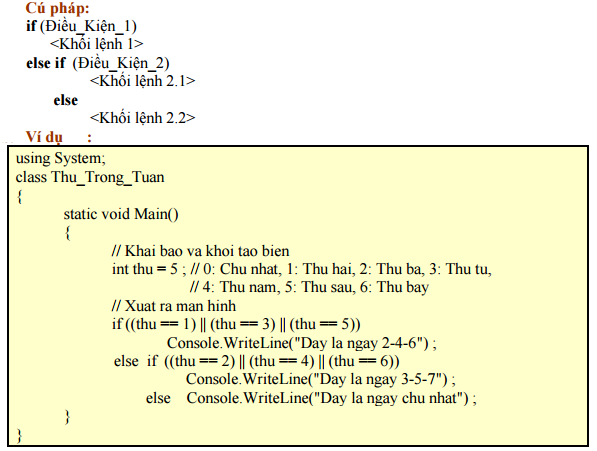 Cú pháp:
if (Điều_Kiện_1)
<Khối lệnh 1>
else if (Điều_Kiện_2)
<Khối lệnh 2.1>
else
<Khối lệnh 2.2>
Ví dụ :
using System;
class Thu_Trong_Tuan
{
static void Main()
{
// Khai bao va khoi tao bien
int thu = 5 ; // 0: Chu nhat, 1: Thu hai, 2: Thu ba, 3: Thu tu,
// 4: Thu nam, 5: Thu sau, 6: Thu bay
// Xuat ra man hinh
if ((thu == 1) || (thu == 3) || (thu == 5))
Console.WriteLine("Day la ngay 2-4-6") ;
else if ((thu == 2) || (thu == 4) || (thu == 6))
Console.WriteLine("Day la ngay 3-5-7") ;
else Console.WriteLine("Day la ngay chu nhat") ;
}
}